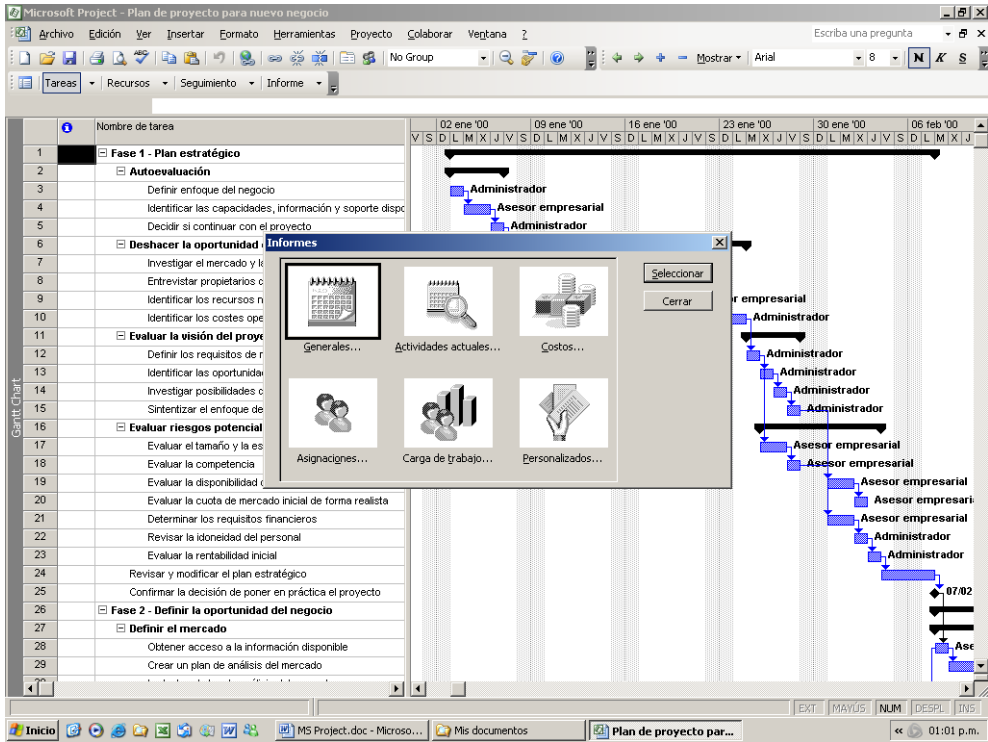 Microsoft Project - Plan de proyecto para nuevo negocio
Archivo Edición Ver Insertar Formato Herramientas Proyecto Colaborar Ventana ? Escriba una pregunta
No Group Mostrar Arial 8 N K S
Tareas Recursos Seguimiento Informe
Nombre de tarea
02 ene '00 09 ene '00 16 ene '00 23 ene '00 30 ene '00 06 feb '00
V S D L M X J V S D L M X J V S D L M X J V S D L M X J V S D L M X J V S D L M X J
1 Fase 1 - Plan estratégico
2 Autoevaluación
3 Definir enfoque del negocio Administrador
4 Identificar las capacidades, información y soporte dispo Asesor empresarial
5 Decidir si continuar con el proyecto Administrador
6 Deshacer la oportunidad
7 Investigar el mercado y
8 Entrevistar propietarios
9 Identificar los recursos empresarial
10 Identificar los costes ope Administrador
11 Evaluar la visión del proye
12 Definir los requisitos de Administrador
13 Identificar las oportunida Administrador
14 Investigar posibilidades Administrador
15 Sintentizar el enfoque de Administrador
16 Evaluar riesgos potencial
17 Evaluar el tamaño y la es Asesor empresarial
18 Evaluar la competencia Asesor empresarial
19 Evaluar la disponibilidad Asesor empresarial
20 Evaluar la cuota de mercado inicial de forma realista Asesor empresari
21 Determinar los requisitos financieros Asesor empresarial
22 Revisar la idoneidad del personal Administrador
23 Evaluar la rentabilidad inicial Administrador
24 Revisar y modificar el plan estratégico
25 Confirmar la decisión de poner en práctica el proyecto 07/02
26 Fase 2 - Definir la oportunidad del negocio
27 Definir el mercado
28 Obtener acceso a la información disponible Ase
29 Crear un plan de análisis del mercado
Gantt Chart
Informes
Seleccionar
Cerrar
Generales... Actividades actuales... Costos...
Asignaciones... Carga de trabajo... Personalizados...
EXT MAYÚS NUM DESPL INS
Inicio MS Project.doc - Microso... Mis documentos Plan de proyecto par... 01:01 p.m.